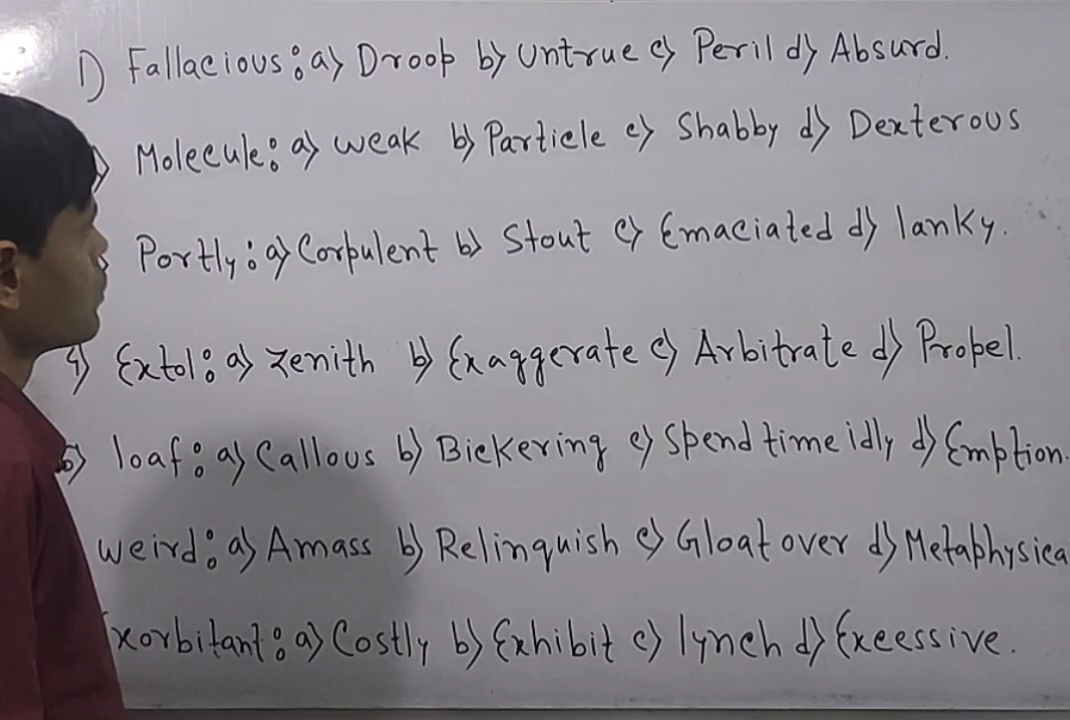 1) Fallacious: a) Droop b) Untrue c) Peril d) Absurd.
) Molecule: a) weak b) Particle c) Shabby d) Dexterous
Portly: a) Corpulent b) Stout c) Emaciated d) lanky.
4) Extol: a) zenith b) Exaggerate c) Arbitrate d) Propel.
5) loaf: a) Callous b) Bickering c) Spend time idly d) Emption.
weird: a) Amass b) Relinquish c) Gloat over d) Metaphysica
xorbitant: a) Costly b) Exhibit c) lynch d) Excessive.